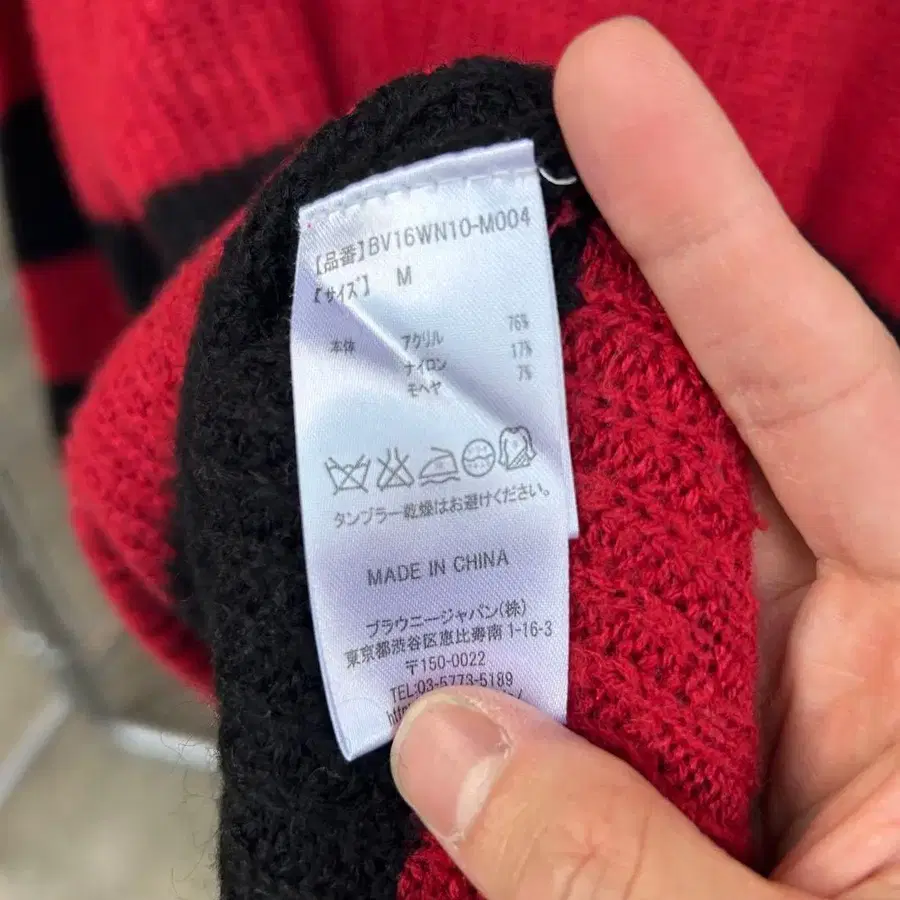 【品番】BV16WN10-M004
【サイズ】 M
本体 アクリル 76%
ナイロン 17%
モヘヤ 7%
タンブラー乾燥はお避けください。
MADE IN CHINA
ブラウニージャパン(株)
東京都渋谷区恵比寿南 1-16-3
〒150-0022
TEL:03-5773-5189